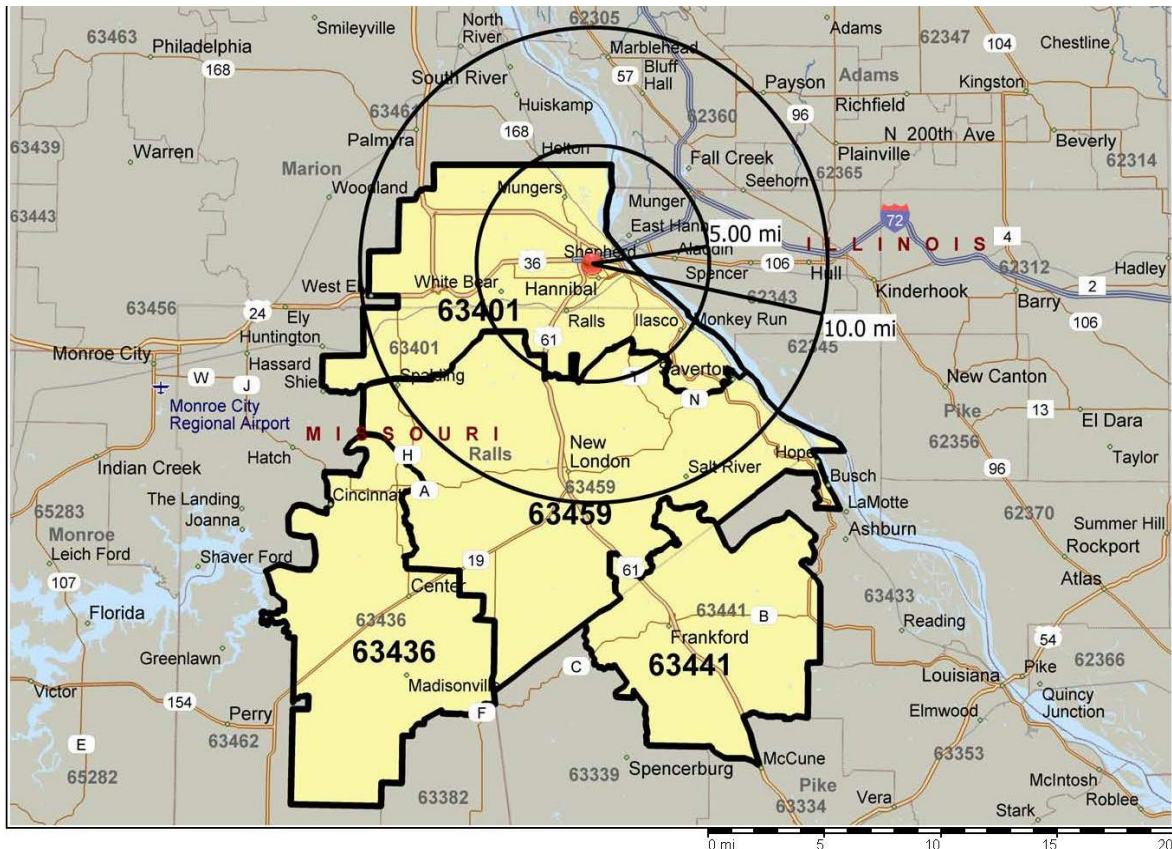 Smileyville
North
River
62305
Adams
62347
104
Chestline
63463
Philadelphia
168
South River
Marblehead
57
Bluff
Hall
Payson
Adams
Kingston
Richfield
Huiskamp
62360
96
63461
Palmyra
168
N 200th Ave
Beverly
63439
Warren
Helton
Plainville
62314
Marion
Fall Creek
62365
Woodland
Mungers
Seehorn
63443
Munger
72
East Hann
5.00 mi
ILLINOIS
4
Shepherd
Aladdin
62312
Hadley
36
106
Hull
West El
White Bear
Hannibal
Spencer
Kinderhook
2
63456
24
63401
62343
Barry
Ely
Ralls
Ilasco
Monkey Run
10.0 mi
106
Huntington
61
62345
Monroe City
63401
Hassard
Saverton
W
J
Shiel
Spalding
T
New Canton
N
Monroe City
Regional Airport
Pike
13
El Dara
MISSOURI
62356
Hatch
H
Ralls
New
London
Hope
Taylor
Indian Creek
Salt River
96
The Landing
A
63459
Busch
Cincinnat
LaMotte
65283
Joanna
63459
62370
Summer Hill
Monroe
Ashburn
Leich Ford
Shaver Ford
19
61
Rockport
107
Center
Atlas
Florida
63436
63441
B
63433
Frankford
Reading
54
Greenlawn
63436
63441
62366
C
Pike
Victor
Madisonville
Louisiana
Quincy
Junction
154
Perry
F
Elmwood
E
63462
63353
65282
63339
Spencerburg
McCune
McIntosh
63382
Pike
63334
Vera
Roblee
Stark
0 mi
5
10
15
20